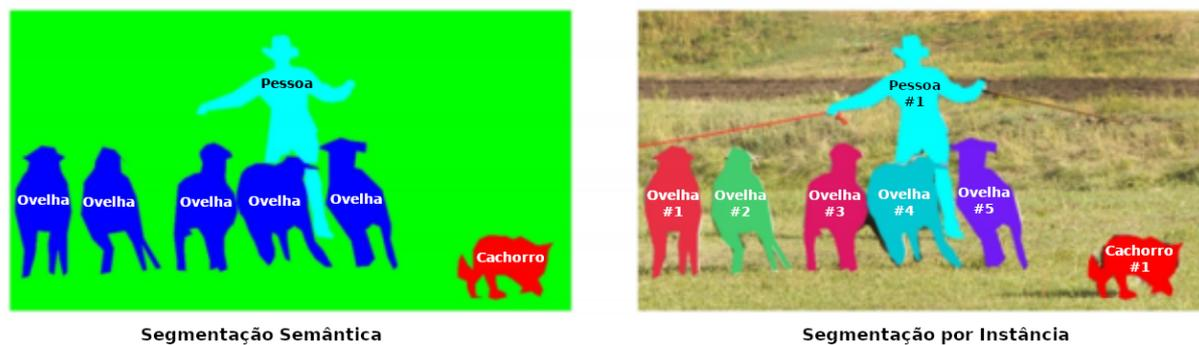 Pessoa
Ovelha
Ovelha
Ovelha
Ovelha
Ovelha
Cachorro
Segmentação Semântica
Pessoa
#1
Ovelha
#1
Ovelha
#2
Ovelha
#3
Ovelha
#4
Ovelha
#5
Cachorro
#1
Segmentação por Instância